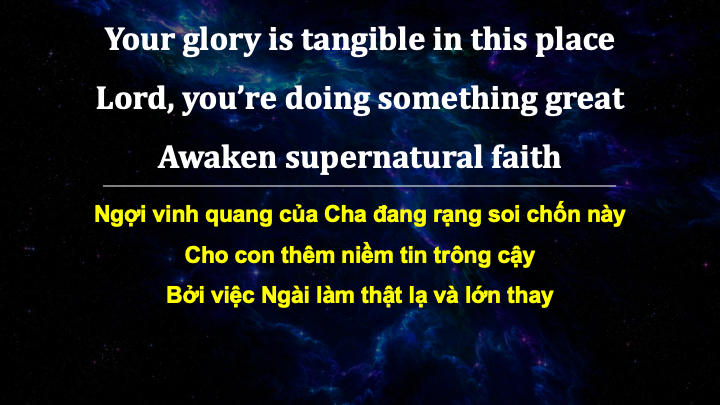 Your glory is tangible in this place
Lord, you’re doing something great
Awaken supernatural faith
Ngợi vinh quang của Cha đang rạng soi chốn này
Cho con thêm niềm tin trông cậy
Bởi việc Ngài làm thật lạ và lớn thay